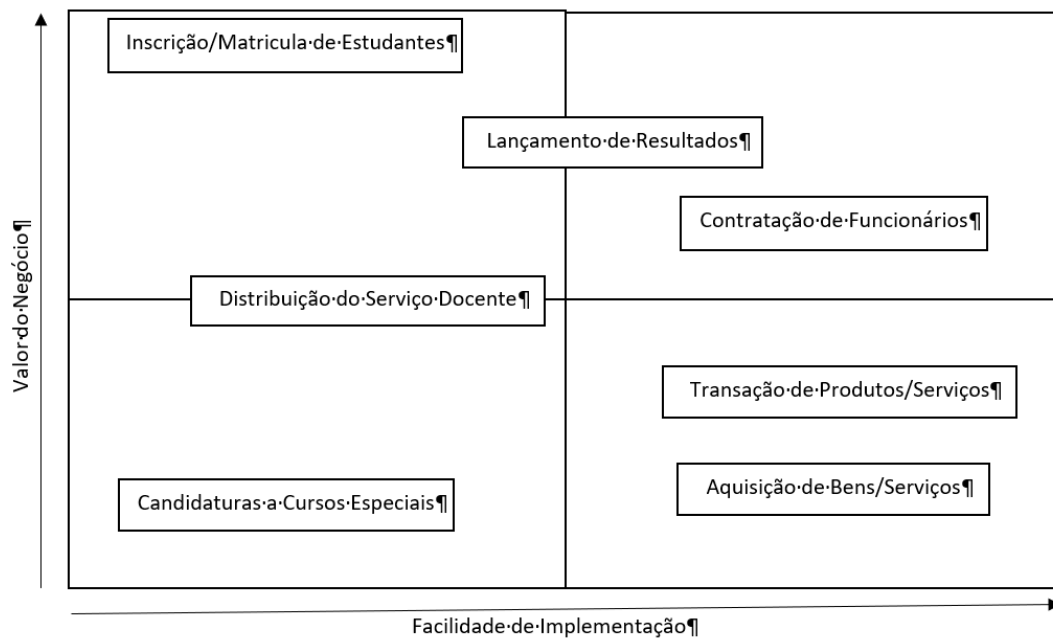 Inscrição/Matricula·de·Estudantes¶
Lançamento·de·Resultados¶
Contratação·de·Funcionários¶
Valor·do·Negócio¶
Distribuição·do·Serviço·Docente¶
Transação·de·Produtos/Serviços¶
Aquisição·de·Bens/Serviços¶
Candidaturas·a·Cursos·Especiais¶
Facilidade·de·Implementação¶